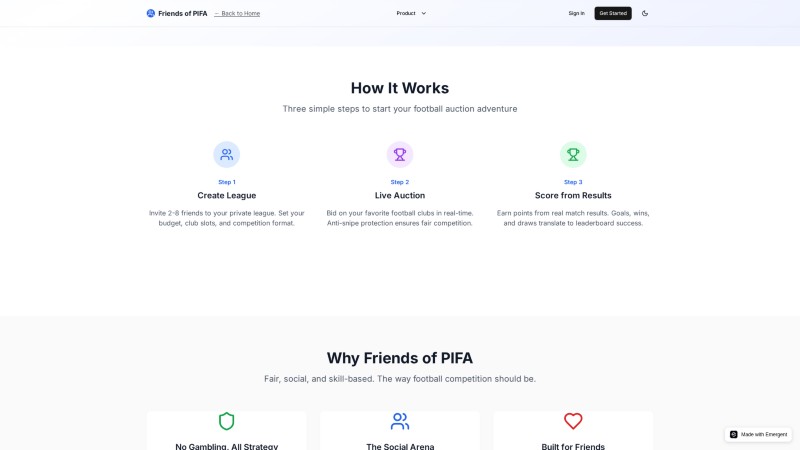 Friends of PIFA
← Back to Home
Product
Sign In
Get Started
How It Works
Three simple steps to start your football auction adventure
Step 1
Create League
Invite 2-8 friends to your private league. Set your
budget, club slots, and competition format.
Step 2
Live Auction
Bid on your favorite football clubs in real-time.
Anti-snipe protection ensures fair competition.
Step 3
Score from Results
Earn points from real match results. Goals, wins,
and draws translate to leaderboard success.
Why Friends of PIFA
Fair, social, and skill-based. The way football competition should be.
No Gambling. All Strategy
The Social Arena
Built for Friends
Made with Emergent